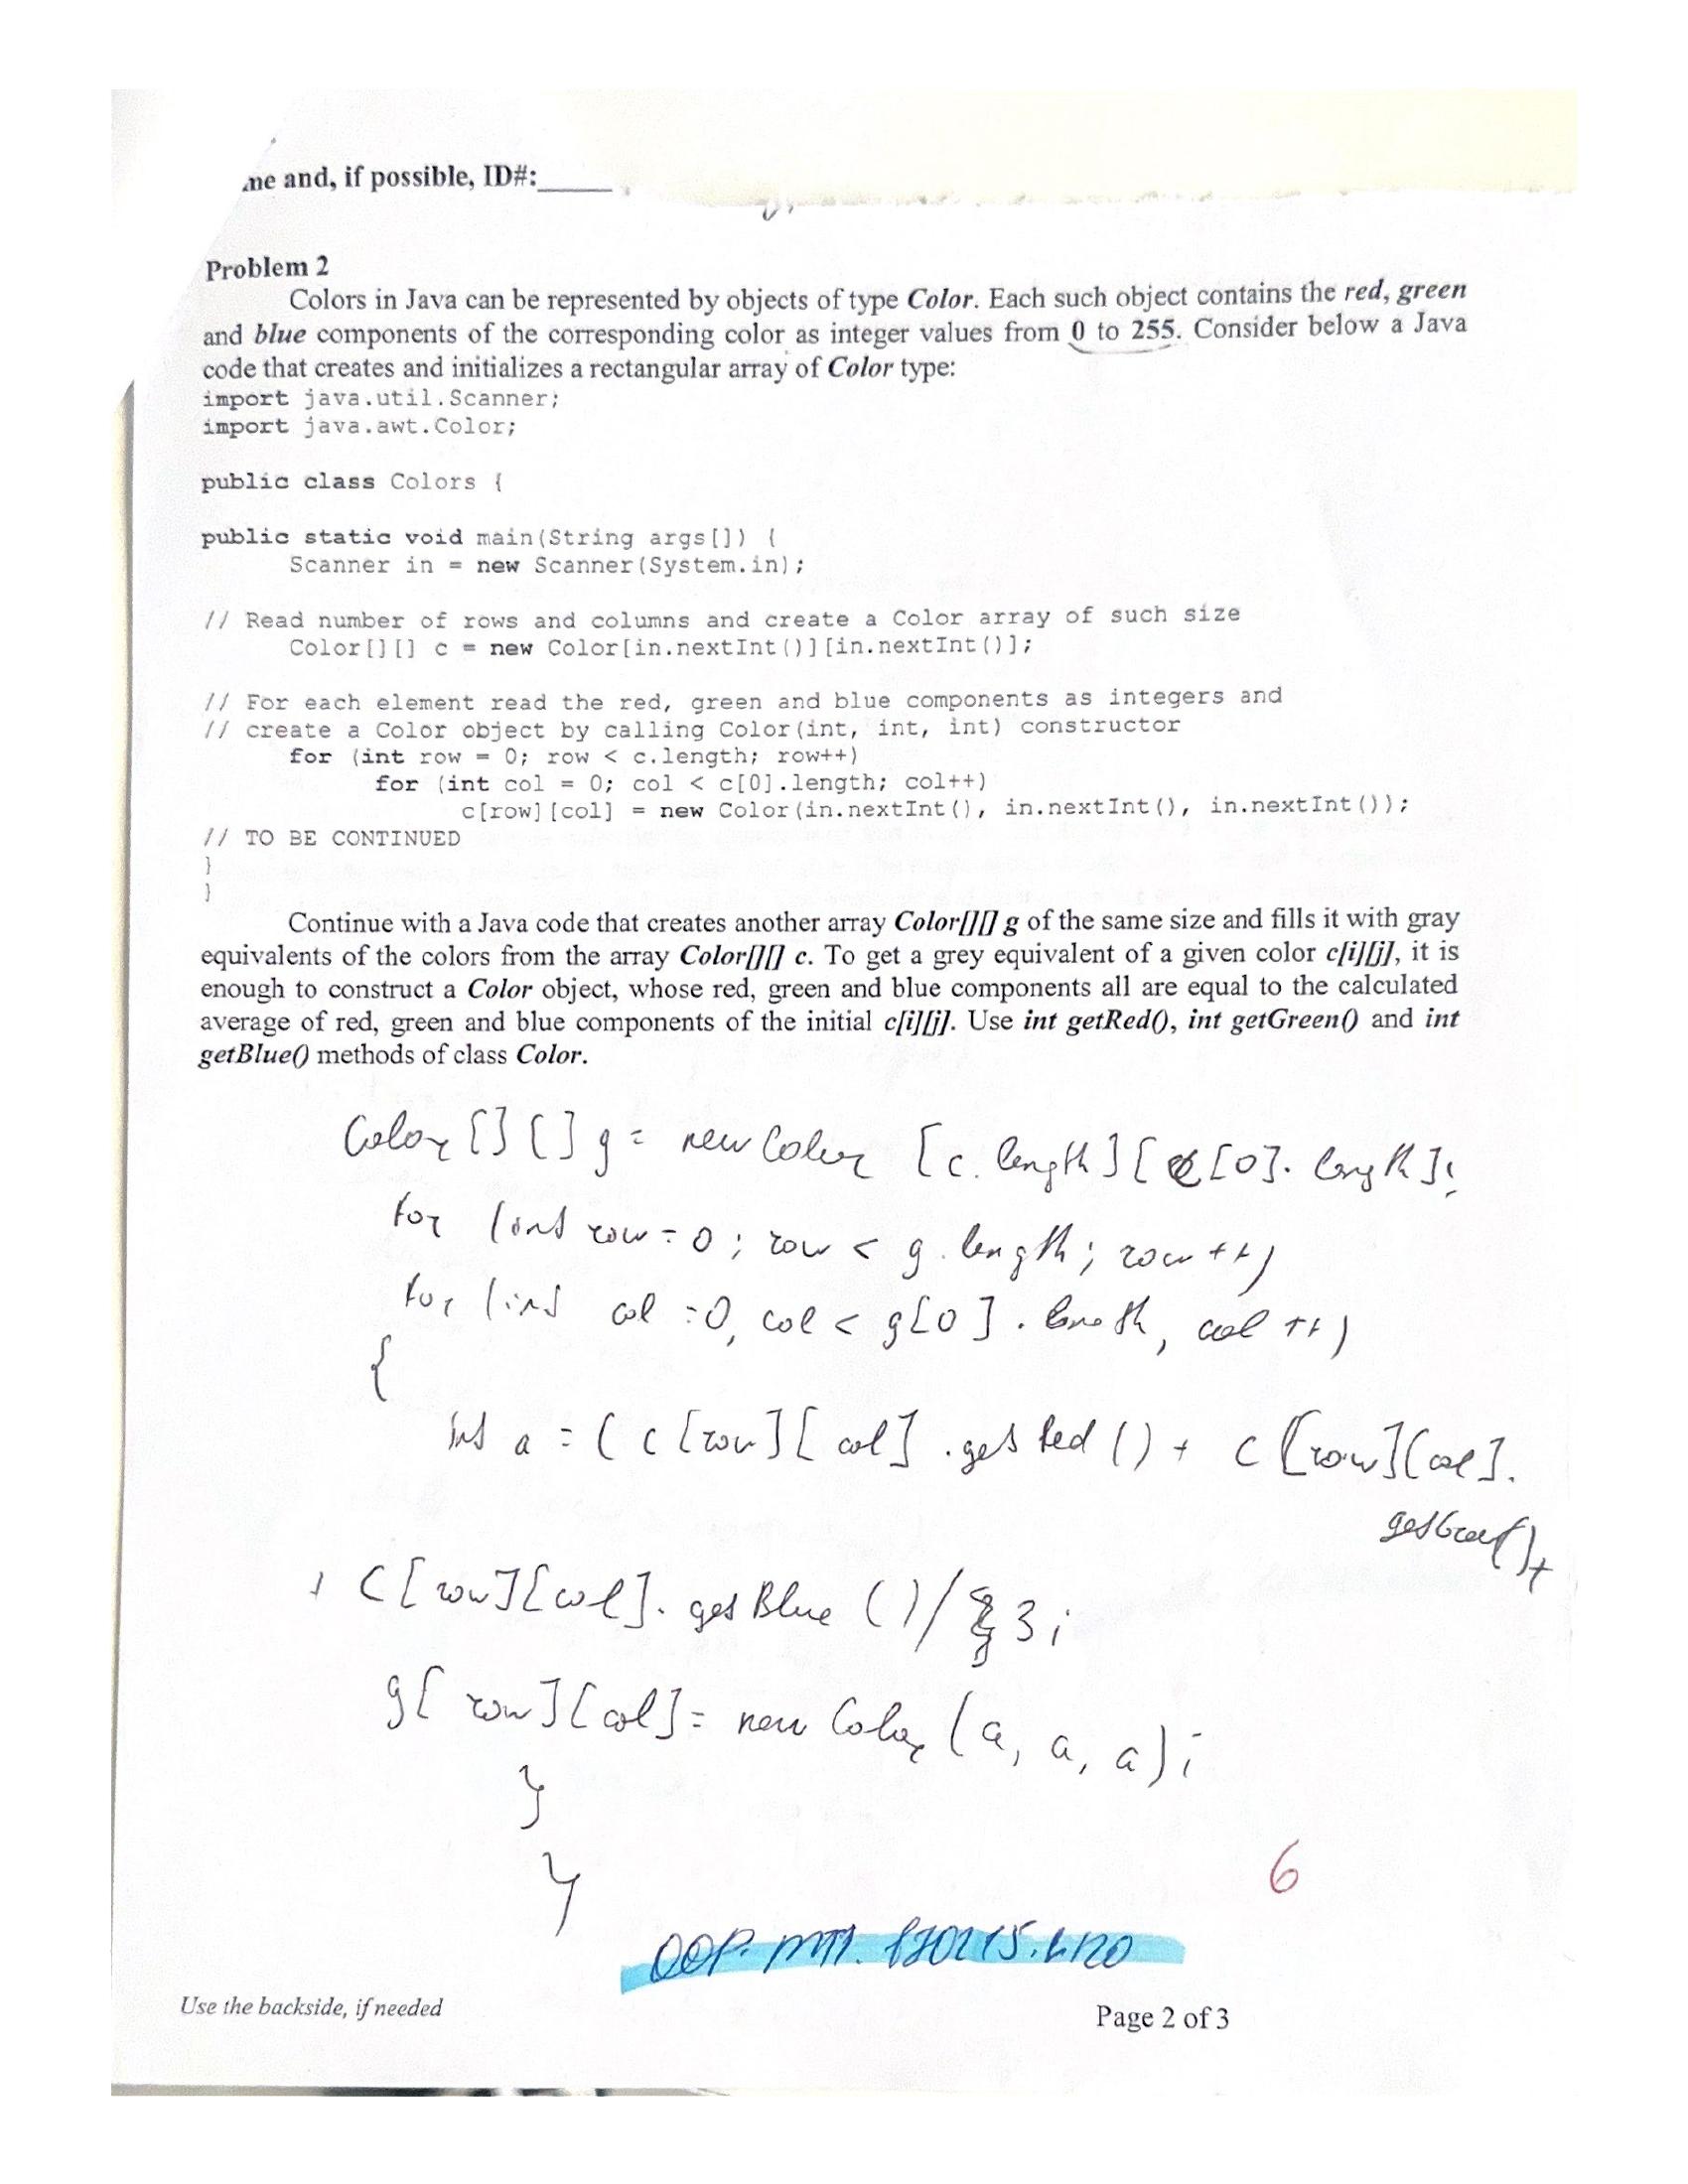 me and, if possible, ID#:_____
Problem 2
Colors in Java can be represented by objects of type Color. Each such object contains the red, green
and blue components of the corresponding color as integer values from 0 to 255. Consider below a Java
code that creates and initializes a rectangular array of Color type:
import java.util.Scanner;
import java.awt.Color;
public class Colors {
public static void main(String args[]) {
Scanner in = new Scanner(System.in);
// Read number of rows and columns and create a Color array of such size
Color[][] c = new Color[in.nextInt()][in.nextInt()];
// For each element read the red, green and blue components as integers and
// create a Color object by calling Color(int, int, int) constructor
for (int row = 0; row < c.length; row++)
for (int col = 0; col < c[0].length; col++)
c[row][col] = new Color(in.nextInt(), in.nextInt(), in.nextInt());
// TO BE CONTINUED
}
}
Continue with a Java code that creates another array Color[][] g of the same size and fills it with gray
equivalents of the colors from the array Color[][] c. To get a grey equivalent of a given color c[i][j], it is
enough to construct a Color object, whose red, green and blue components all are equal to the calculated
average of red, green and blue components of the initial c[i][j]. Use int getRed(), int getGreen() and int
getBlue() methods of class Color.
Color [] [] g = new Color [c. length] [c[0]. length];
for (int row = 0 ; row < g. length ; row ++)
for (int col = 0, col < g[0] . length, col ++)
{
int a = ( c [row] [ col] . get Red () + c [row][col].
getGreen()+
+ c[row][col]. get Blue ()/ 3;
g[ row][col]= new Color (a, a, a);
}
}
6
OOP. MT1.
Use the backside, if needed
Page 2 of 3